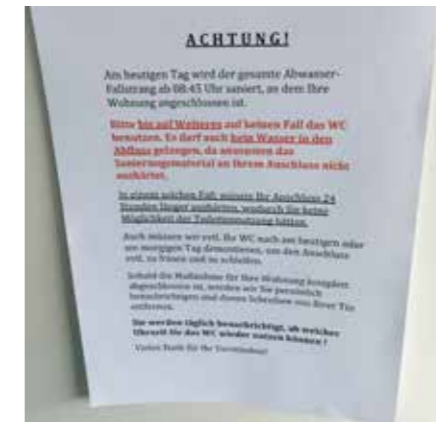 ACHTUNG!
Am heutigen Tag wird der gesamte Abwasser-
Fallstrang ab 08:45 Uhr saniert, an dem Ihre
Wohnung angeschlossen ist.
Bitte bis auf Weiteres auf keinen Fall das WC
benutzen. Es darf auch kein Wasser in den
Abfluss gelangen, da ansonsten das
Sanierungsmaterial an Ihrem Anschluss nicht
aushärtet.
In einem solchen Fall, müsste Ihr Anschluss 24
Stunden länger aushärten, wodurch Sie keine
Möglichkeit der Toilettennutzung hätten.
Auch müssen wir evtl. Ihr WC noch am heutigen oder
am morgigen Tag demontieren, um den Anschluss
evtl. zu fräsen und zu schleifen.
Sobald die Maßnahme für Ihre Wohnung komplett
abgeschlossen ist, werden wir Sie persönlich
benachrichtigen und dieses Schreiben von Ihrer Tür
entfernen.
Sie werden täglich benachrichtigt, ab welcher
Uhrzeit Sie das WC wieder nutzen können !
Vielen Dank für Ihr Verständnis!